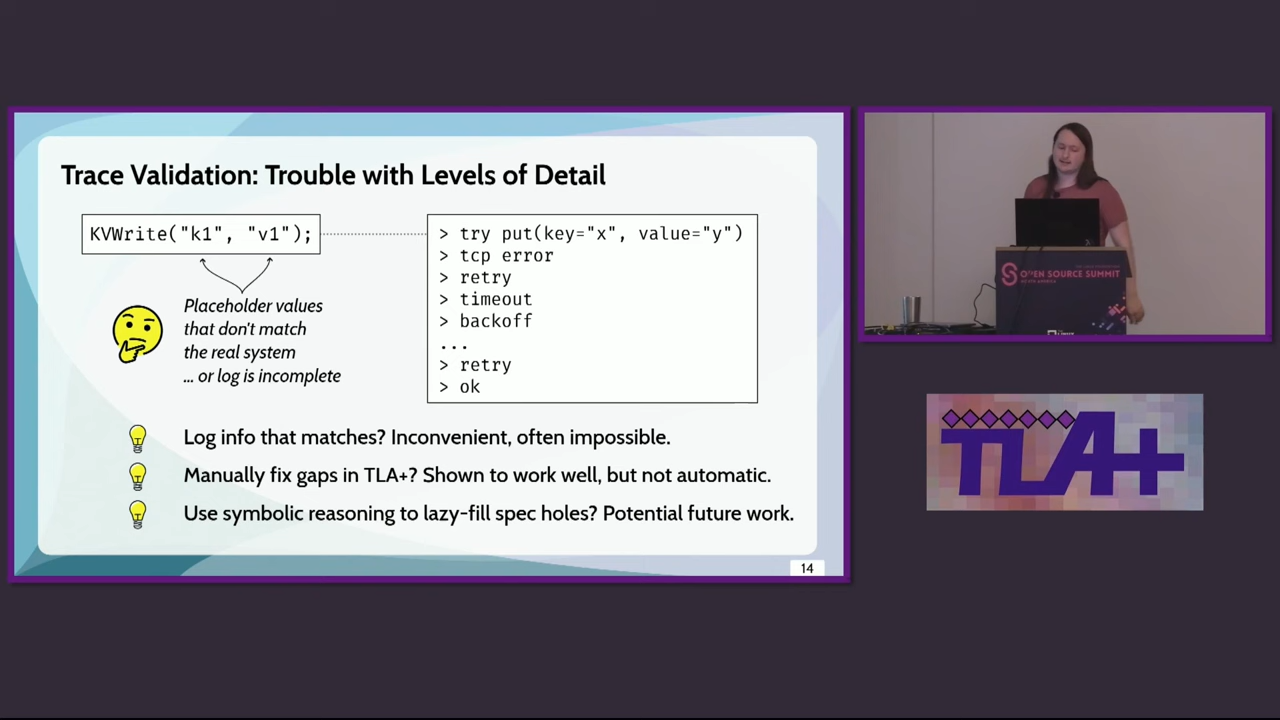 Trace Validation: Trouble with Levels of Detail
KVWrite("k1", "v1");
> try put(key="x", value="y")
> tcp error
> retry
> timeout
> backoff
...
> retry
> ok
Placeholder values
that don't match
the real system
... or log is incomplete
Log info that matches? Inconvenient, often impossible.
Manually fix gaps in TLA+? Shown to work well, but not automatic.
Use symbolic reasoning to lazy-fill spec holes? Potential future work.
14
OPEN SOURCE SUMMIT
TLA+